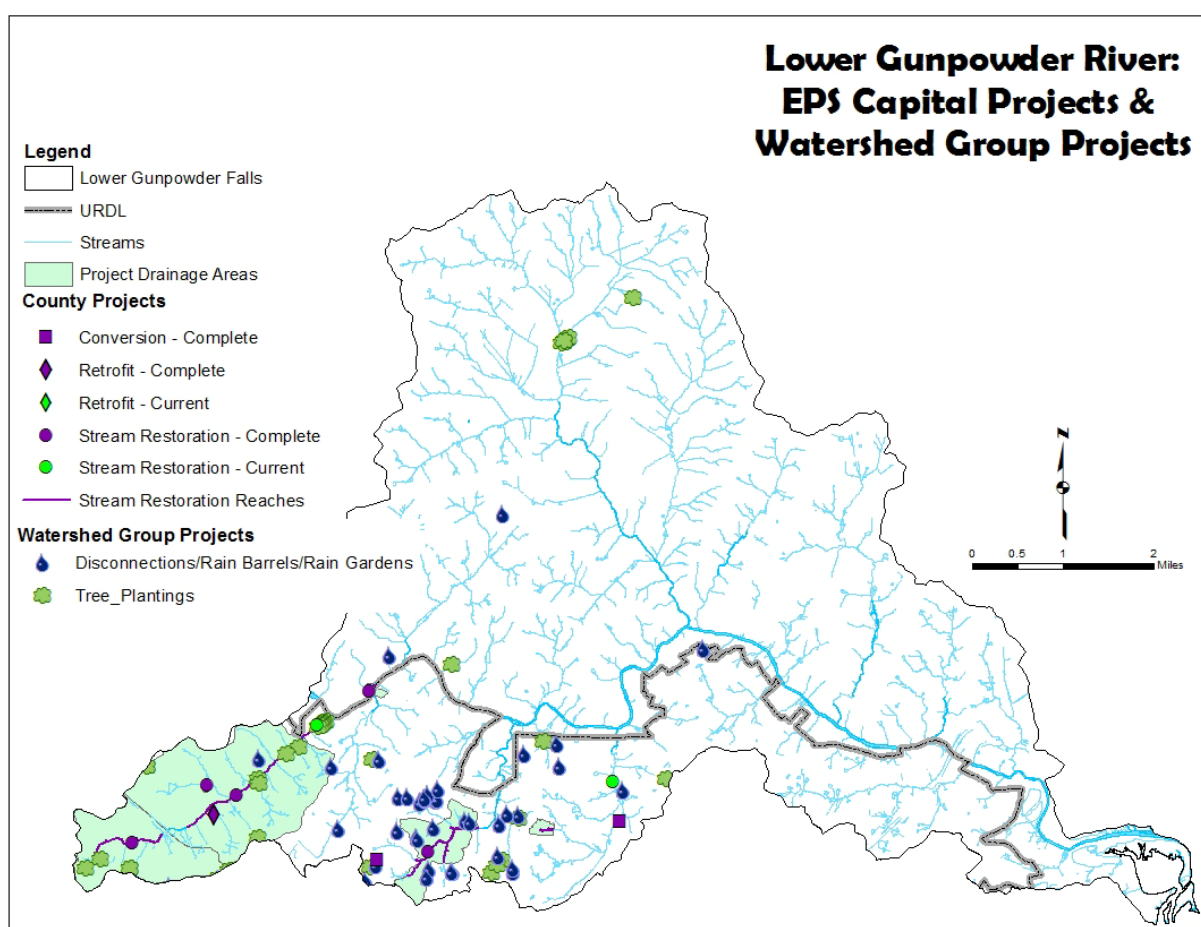 Lower Gunpowder River:
EPS Capital Projects &
Watershed Group Projects
Legend
Lower Gunpowder Falls
URDL
Streams
Project Drainage Areas
County Projects
Conversion - Complete
Retrofit - Complete
Retrofit - Current
Stream Restoration - Complete
Stream Restoration - Current
Stream Restoration Reaches
Watershed Group Projects
Disconnections/Rain Barrels/Rain Gardens
Tree_Plantings
N
0 0.5 1 2
Miles